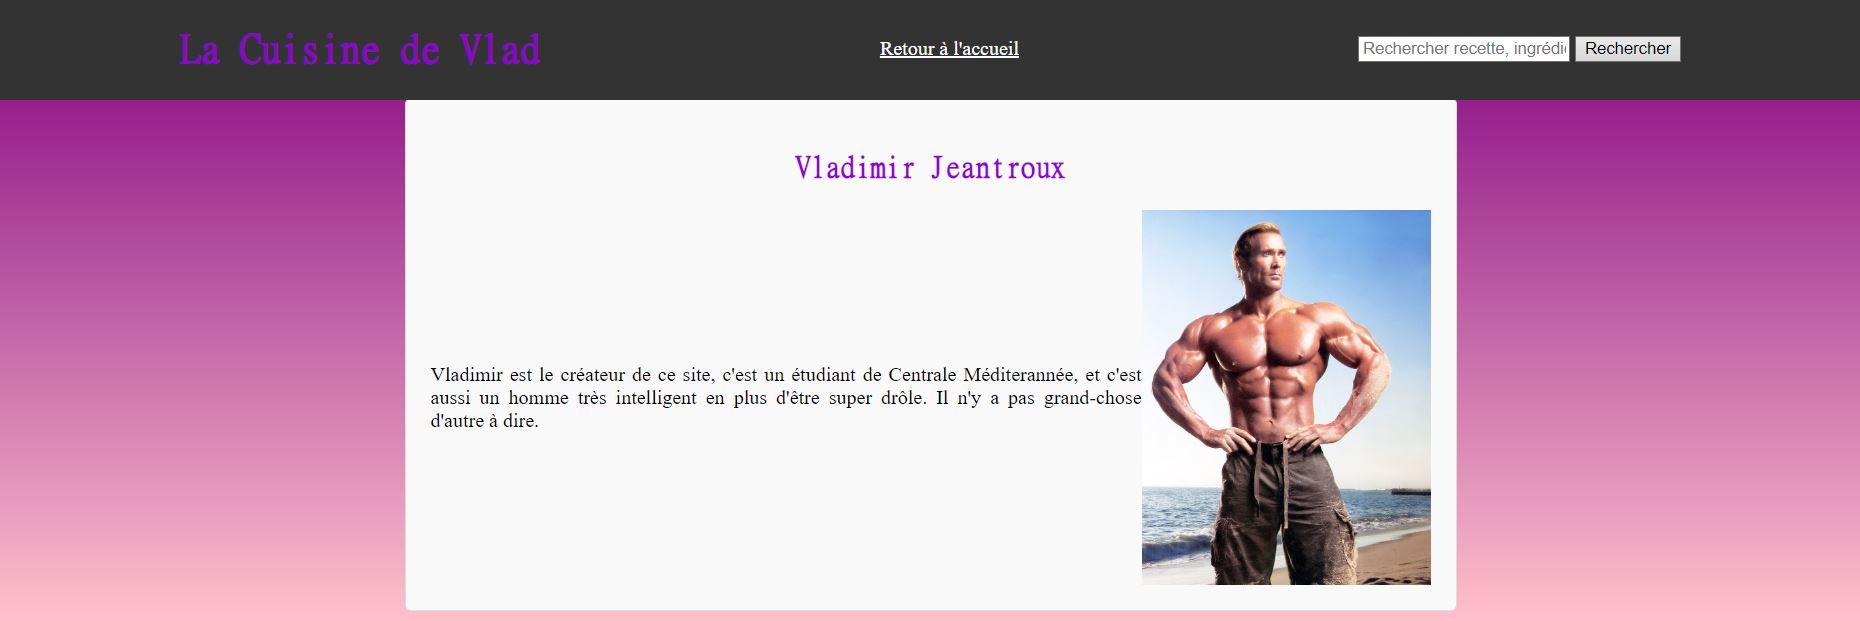 La Cuisine de Vlad
Retour à l'accueil
Rechercher recette, ingrédi
Rechercher
Vladimir Jeantroux
Vladimir est le créateur de ce site, c'est un étudiant de Centrale Méditerannée, et c'est
aussi un homme très intelligent en plus d'être super drôle. Il n'y a pas grand-chose
d'autre à dire.